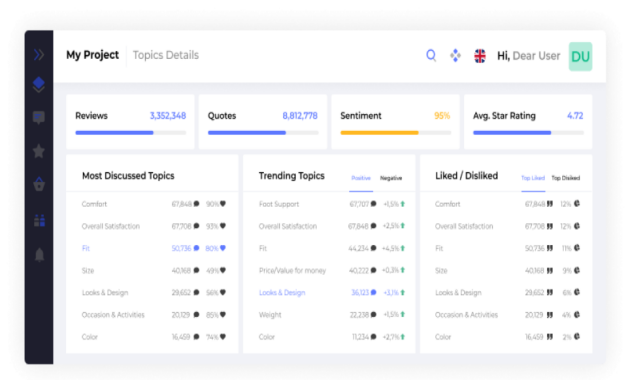 My Project Topics Details Hi, Dear User DU
Reviews 3,352,348 Quotes 8,812,778 Sentiment 95% Avg. Star Rating 4.72
Most Discussed Topics
Comfort 67,848 90%
Overall Satisfaction 67,708 93%
Fit 50,736 80%
Size 40,168 49%
Looks & Design 29,652 56%
Occasion & Activities 20,129 85%
Color 16,459 74%
Trending Topics Positive Negative
Foot Support 67,707 +1,5%
Overall Satisfaction 67,848 +2,5%
Fit 44,234 +4,5%
Price/Value for money 40,222 +0,3%
Looks & Design 36,123 +3,1%
Weight 22,238 +1,5%
Color 11,234 +2,7%
Liked / Disliked Top Liked Top Disliked
Comfort 67,848 12%
Overall Satisfaction 67,708 12%
Fit 50,736 11%
Size 40,168 9%
Looks & Design 29,652 6%
Occasion & Activities 20,129 4%
Color 16,459 2%